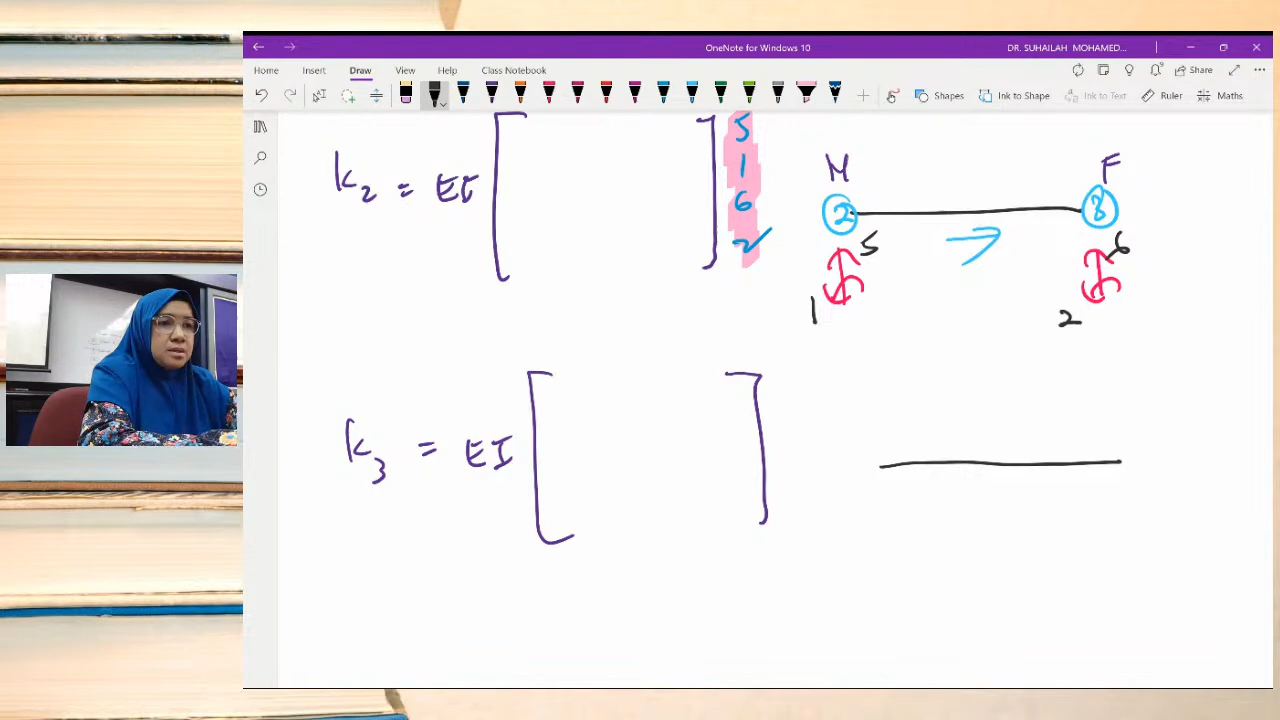 OneNote for Windows 10
DR. SUHAILAH MOHAMED...
Home Insert Draw View Help Class Notebook
Share
Shapes Ink to Shape Ink to Text Ruler Maths
k2 = EI [ ]
5
1
6
2
N F
2 3
5 6
1 2
k3 = EI [ ]